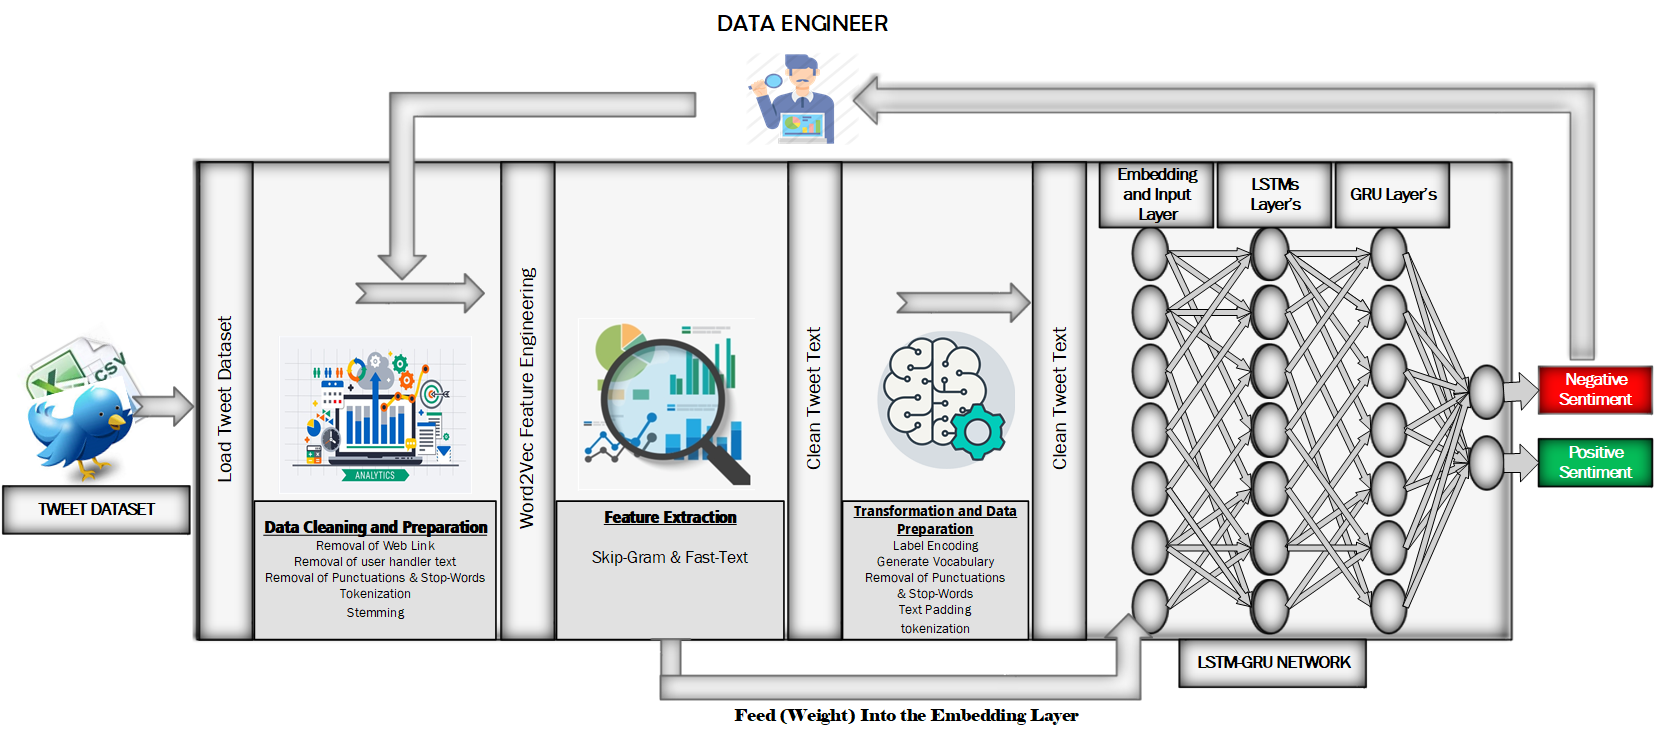 DATA ENGINEER
TWEET DATASET
CSV
Load Tweet Dataset
ANALYTICS
Data Cleaning and Preparation
Removal of Web Link
Removal of user handler text
Removal of Punctuations & Stop-Words
Tokenization
Stemming
Word2Vec Feature Engineering
Feature Extraction
Skip-Gram & Fast-Text
Clean Tweet Text
Transformation and Data
Preparation
Label Encoding
Generate Vocabulary
Removal of Punctuations
& Stop-Words
Text Padding
tokenization
Clean Tweet Text
Embedding
and Input
Layer
LSTMs
Layer's
GRU Layer's
Negative
Sentiment
Positive
Sentiment
LSTM-GRU NETWORK
Feed (Weight) Into the Embedding Layer